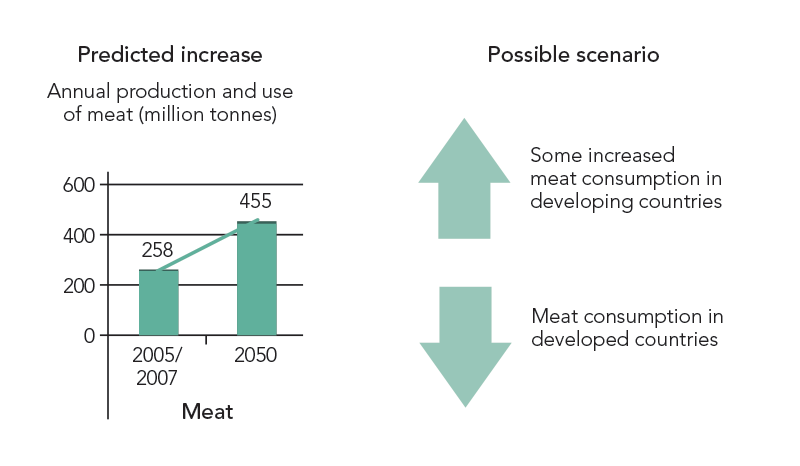 Predicted increase
Annual production and use
of meat (million tonnes)
600
400
200
0
258
455
2005/
2007
2050
Meat
Possible scenario
Some increased
meat consumption in
developing countries
Meat consumption in
developed countries